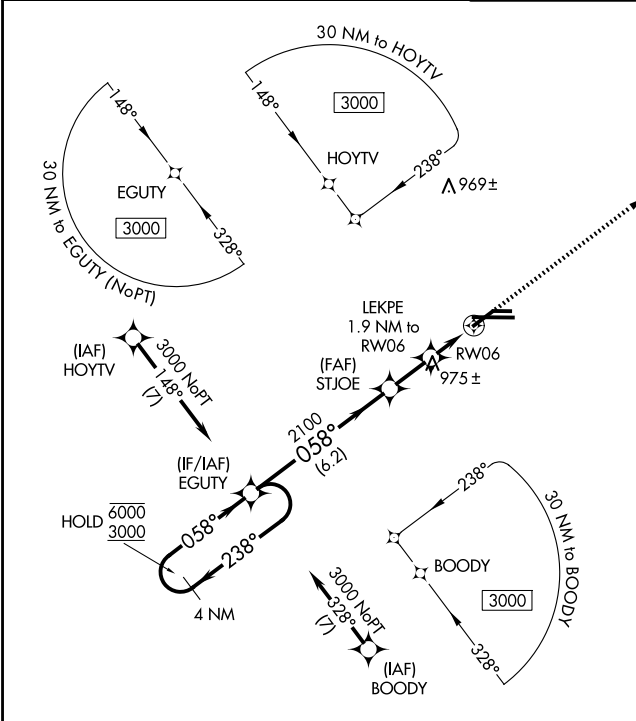 30 NM to HOYTV
148°
3000
HOYTV
238°
969±
148°
EGUTY
3000
328°
30 NM to EGUTY (NoPT)
LEKPE
1.9 NM to
RW06
RW06
975±
(FAF)
STJOE
(IAF)
HOYTV
3000 NoPT
148°
(7)
2100
058°
(6.2)
(IF/IAF)
EGUTY
HOLD
6000
3000
058°
238°
4 NM
238°
30 NM to BOODY
BOODY
3000
328°
3000 NoPT
328°
(7)
(IAF)
BOODY